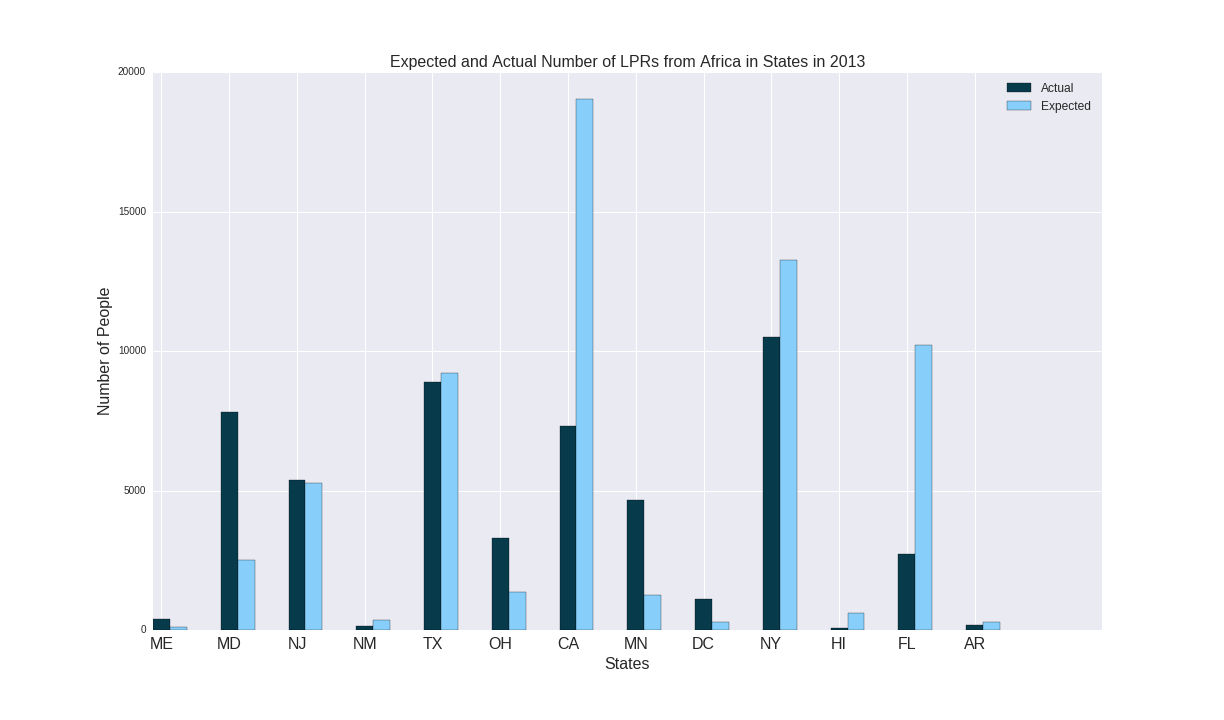 Expected and Actual Number of LPRs from Africa in States in 2013
20000
15000
10000
5000
0
Number of People
Actual
Expected
ME MD NJ NM TX OH CA MN DC NY HI FL AR
States